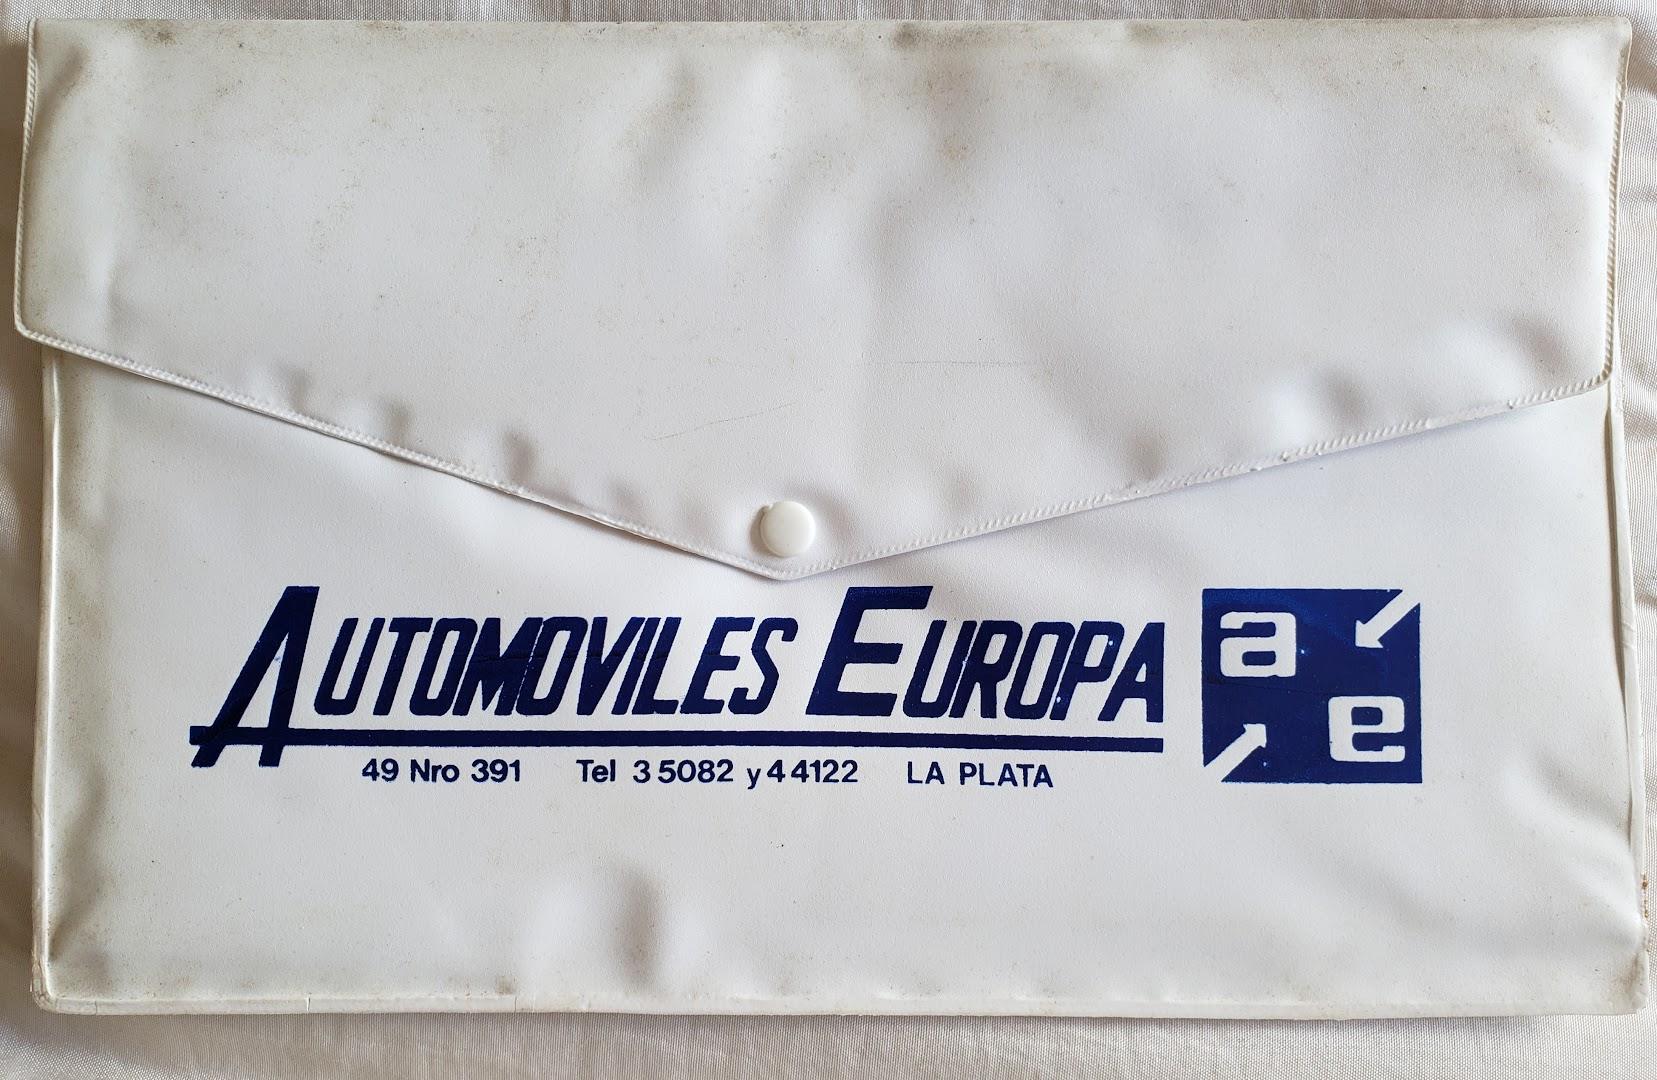 AUTOMOVILES EUROPA
49 Nro 391 Tel 35082 y 44122 LA PLATA
a
e